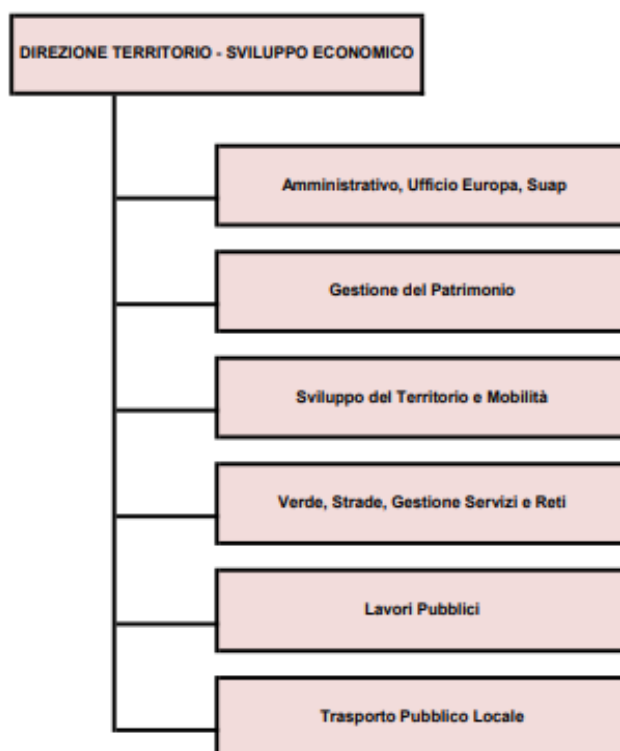 DIREZIONE TERRITORIO - SVILUPPO ECONOMICO
Amministrativo, Ufficio Europa, Suap
Gestione del Patrimonio
Sviluppo del Territorio e Mobilità
Verde, Strade, Gestione Servizi e Reti
Lavori Pubblici
Trasporto Pubblico Locale